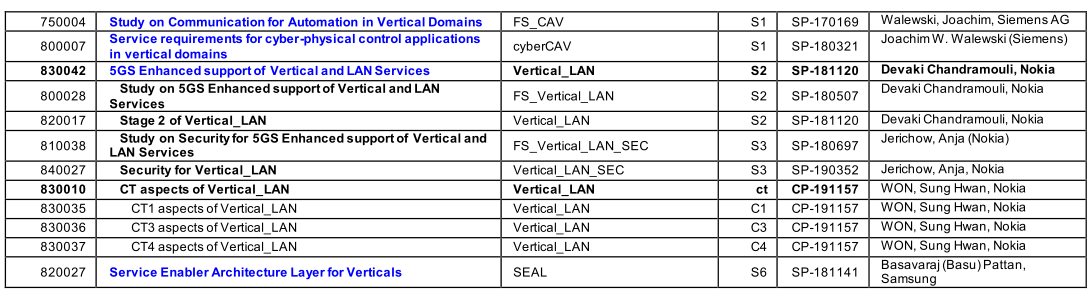 750004 Study on Communication for Automation in Vertical Domains FS_CAV S1 SP-170169 Walewski, Joachim, Siemens AG
800007 Service requirements for cyber-physical control applications in vertical domains cyberCAV S1 SP-180321 Joachim W. Walewski (Siemens)
830042 5GS Enhanced support of Vertical and LAN Services Vertical_LAN S2 SP-181120 Devaki Chandramouli, Nokia
800028 Study on 5GS Enhanced support of Vertical and LAN Services FS_Vertical_LAN S2 SP-180507 Devaki Chandramouli, Nokia
820017 Stage 2 of Vertical_LAN Vertical_LAN S2 SP-181120 Devaki Chandramouli, Nokia
810038 Study on Security for 5GS Enhanced support of Vertical and LAN Services FS_Vertical_LAN_SEC S3 SP-180697 Jerichow, Anja (Nokia)
840027 Security for Vertical_LAN Vertical_LAN_SEC S3 SP-190352 Jerichow, Anja, Nokia
830010 CT aspects of Vertical_LAN Vertical_LAN ct CP-191157 WON, Sung Hwan, Nokia
830035 CT1 aspects of Vertical_LAN Vertical_LAN C1 CP-191157 WON, Sung Hwan, Nokia
830036 CT3 aspects of Vertical_LAN Vertical_LAN C3 CP-191157 WON, Sung Hwan, Nokia
830037 CT4 aspects of Vertical_LAN Vertical_LAN C4 CP-191157 WON, Sung Hwan, Nokia
820027 Service Enabler Architecture Layer for Verticals SEAL S6 SP-181141 Basavaraj (Basu) Pattan, Samsung